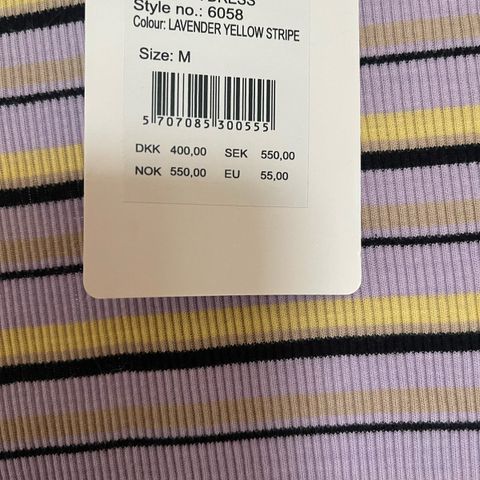 DRESS
Style no.: 6058
Colour: LAVENDER YELLOW STRIPE
Size: M
5 707085 300555
DKK 400,00 SEK 550,00
NOK 550,00 EU 55,00